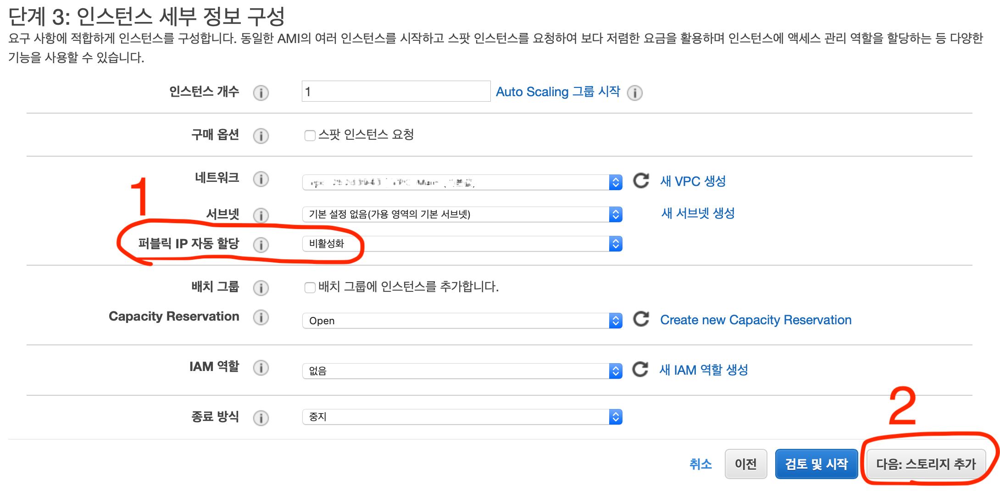 단계 3: 인스턴스 세부 정보 구성
요구 사항에 적합하게 인스턴스를 구성합니다. 동일한 AMI의 여러 인스턴스를 시작하고 스팟 인스턴스를 요청하여 보다 저렴한 요금을 활용하며 인스턴스에 액세스 관리 역할을 할당하는 등 다양한
기능을 사용할 수 있습니다.
인스턴스 개수 i 1 Auto Scaling 그룹 시작 i
구매 옵션 i 스팟 인스턴스 요청
네트워크 i 새 VPC 생성
1
서브넷 i 기본 설정 없음(가용 영역의 기본 서브넷) 새 서브넷 생성
퍼블릭 IP 자동 할당 i 비활성화
배치 그룹 i 배치 그룹에 인스턴스를 추가합니다.
Capacity Reservation i Open Create new Capacity Reservation
IAM 역할 i 없음 새 IAM 역할 생성
종료 방식 i 중지
2
취소 이전 검토 및 시작 다음: 스토리지 추가